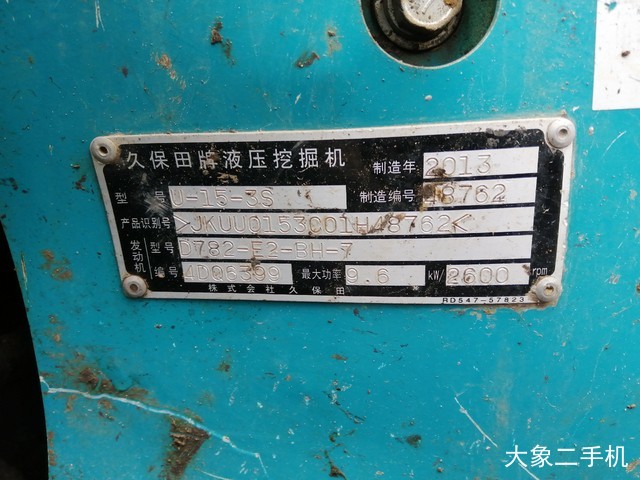 久保田牌液压挖掘机 制造年 2013
型号 U-15-3S 制造编号 48762
产品识别号 >JKUU0153C01H48762<
发动机 型号 D782-E2-BH-7
编号 4DQ6399 最大功率 9.6 kW/ 2600 rpm
株式会社久保田 RD547-57823
大象二手机